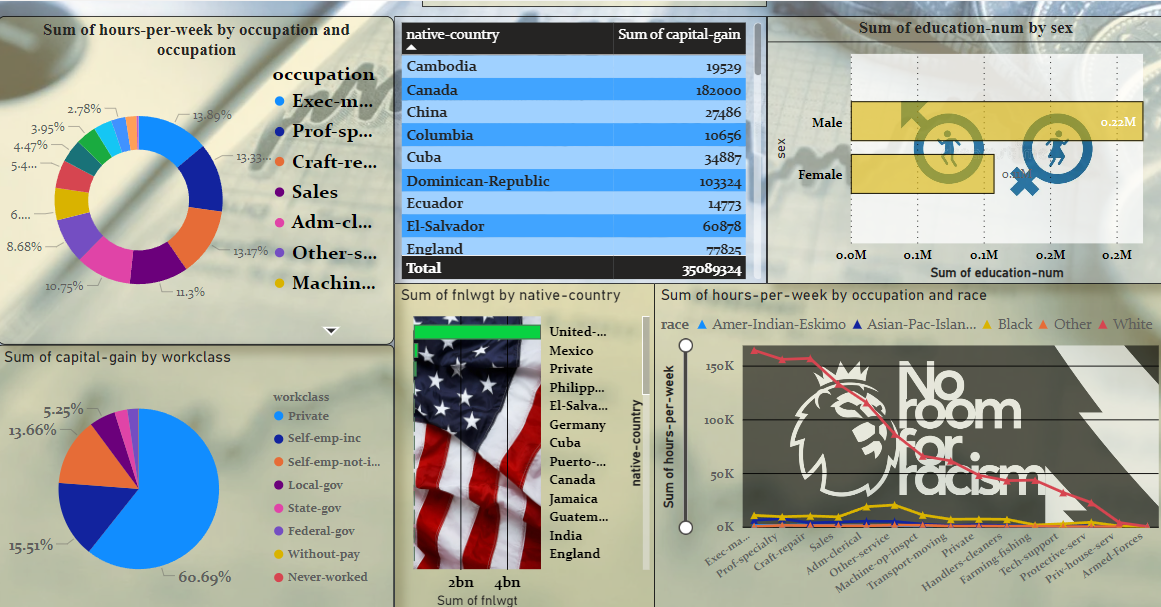 Sum of hours-per-week by occupation and
occupation
occupation
Exec-m...
Prof-sp...
Craft-re...
Sales
Adm-cl...
Other-s...
Machin...
13.89%
13.33...
13.17%
11.3%
10.75%
8.68%
6....
5.4...
4.47%
3.95%
2.78%
native-country Sum of capital-gain
Cambodia 19529
Canada 182000
China 27486
Columbia 10656
Cuba 34887
Dominican-Republic 103324
Ecuador 14773
El-Salvador 60878
England 77825
Total 35089324
Sum of education-num by sex
sex
Male 0.22M
Female
0.0M 0.1M 0.1M 0.2M 0.2M
Sum of education-num
Sum of capital-gain by workclass
5.25%
13.66%
15.51%
60.69%
workclass
Private
Self-emp-inc
Self-emp-not-i...
Local-gov
State-gov
Federal-gov
Without-pay
Never-worked
Sum of fnlwgt by native-country
United-...
Mexico
Private
Philipp...
El-Salva...
Germany
Cuba
Puerto-...
Canada
Jamaica
Guatem...
India
England
native-country
2bn 4bn
Sum of fnlwgt
Sum of hours-per-week by occupation and race
race Amer-Indian-Eskimo Asian-Pac-Islan... Black Other White
Sum of hours-per-week
150K
100K
50K
0K
No
room
for
racism
Exec-ma...
Prof-specialty
Craft-repair
Sales
Adm-clerical
Other-service
Machine-op-inspct
Transport-moving
Private
Handlers-cleaners
Farming-fishing
Tech-support
Protective-serv
Priv-house-serv
Armed-Forces